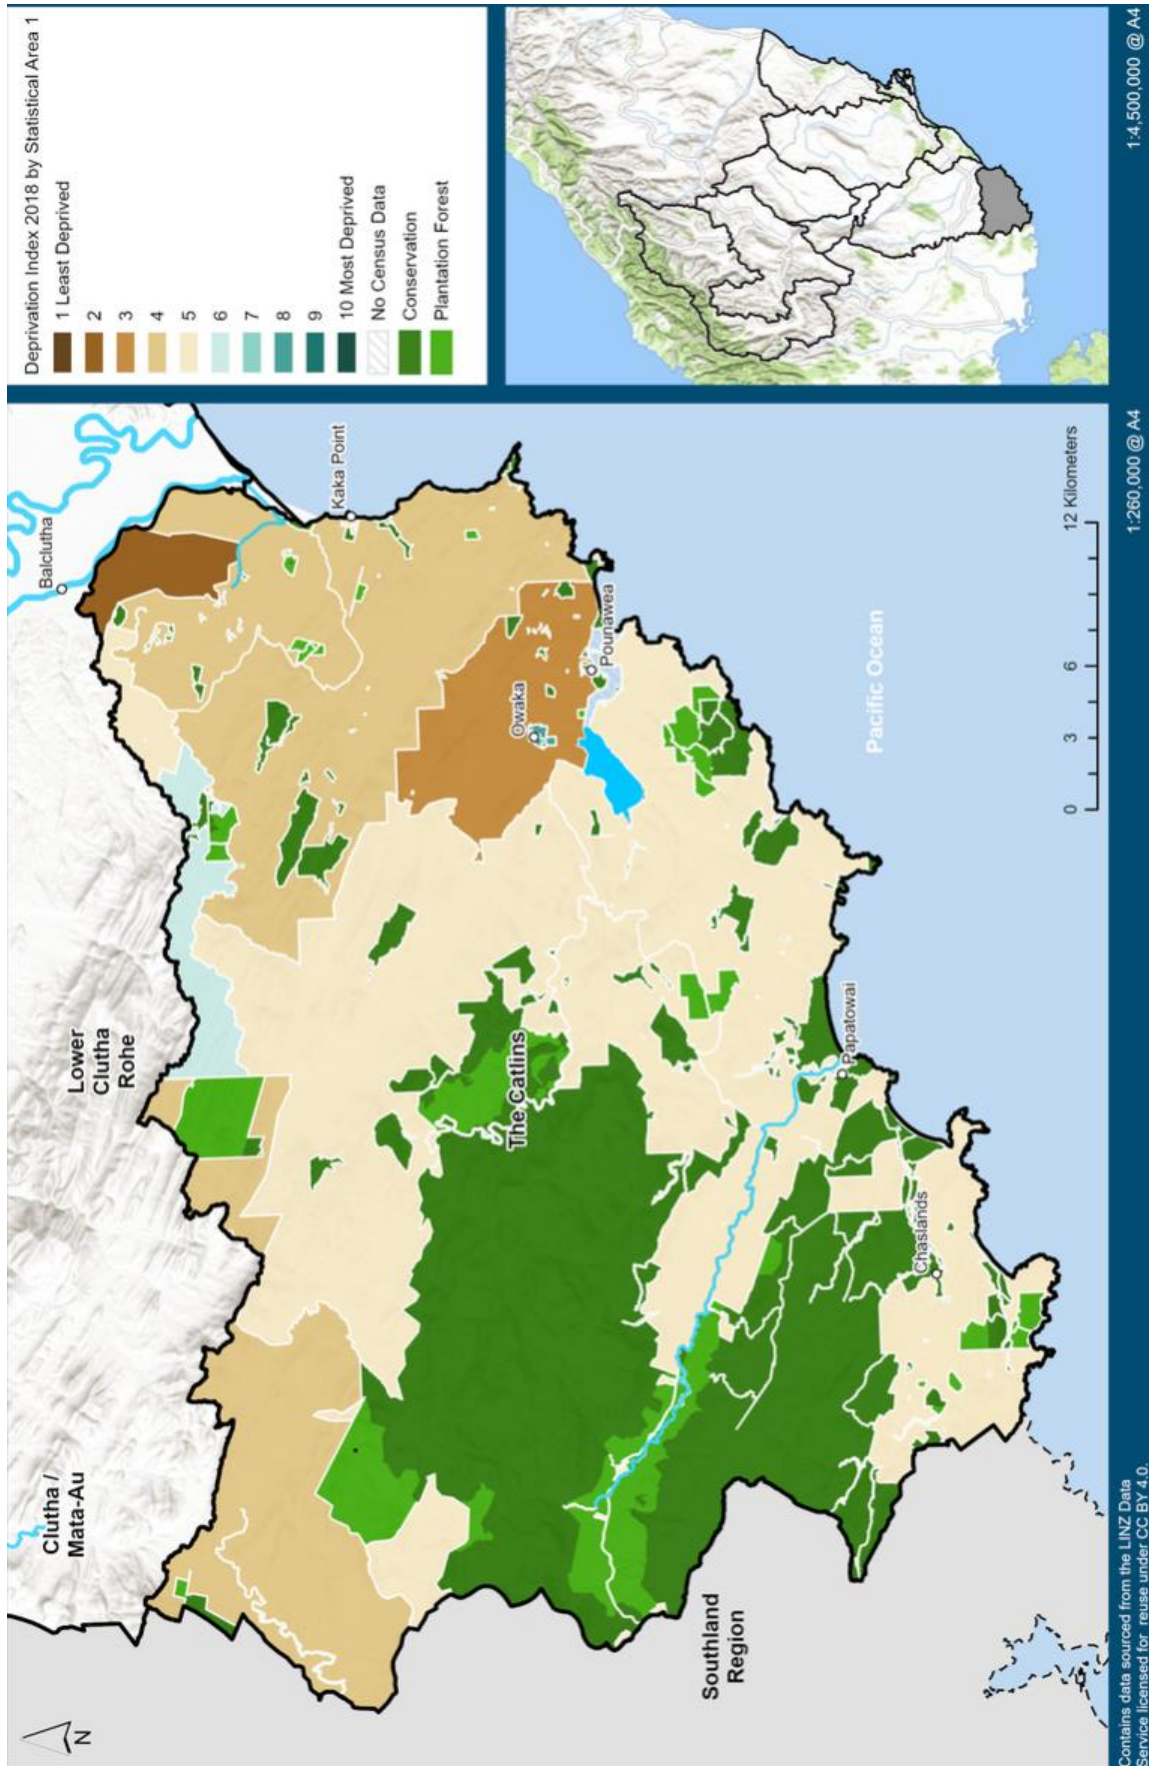 Deprivation Index 2018 by Statistical Area 1
1 Least Deprived
2
3
4
5
6
7
8
9
10 Most Deprived
No Census Data
Conservation
Plantation Forest
Clutha /
Mata-Au
Lower
Clutha
Rohe
Balclutha
Kaka Point
Owaka
Pounawea
The Catlins
Papatowai
Chaslands
Southland
Region
Pacific Ocean
N
0 3 6 12 Kilometers
Contains data sourced from the LINZ Data
Service licensed for reuse under CC BY 4.0.
1:260,000 @ A4
1:4,500,000 @ A4